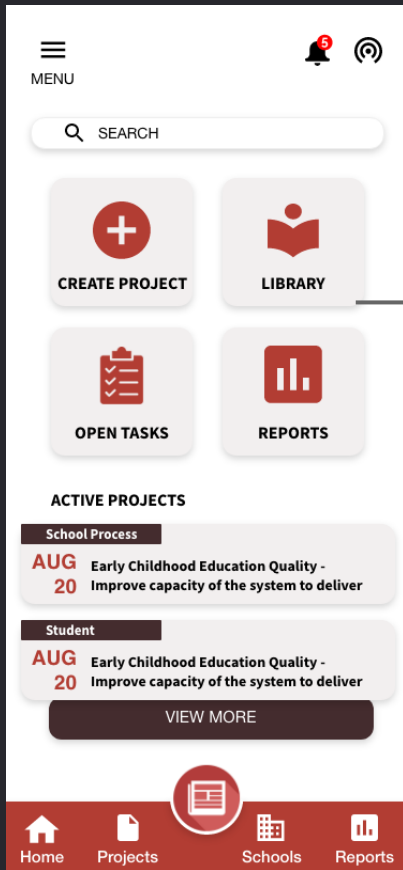 5
MENU
SEARCH
CREATE PROJECT
LIBRARY
OPEN TASKS
REPORTS
ACTIVE PROJECTS
School Process
AUG
20
Early Childhood Education Quality -
Improve capacity of the system to deliver
Student
AUG
20
Early Childhood Education Quality -
Improve capacity of the system to deliver
VIEW MORE
Home
Projects
Schools
Reports